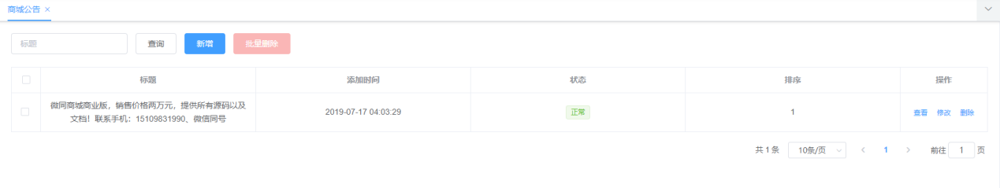 商城公告 ×
标题 查询 新增 批量删除
标题 添加时间 状态 排序 操作
微同商城商业版，销售价格两万元，提供所有源码以及
文档！联系手机：15109831990、微信同号
2019-07-17 04:03:29 正常 1 查看 修改 删除
共 1 条 10条/页 1 前往 1 页